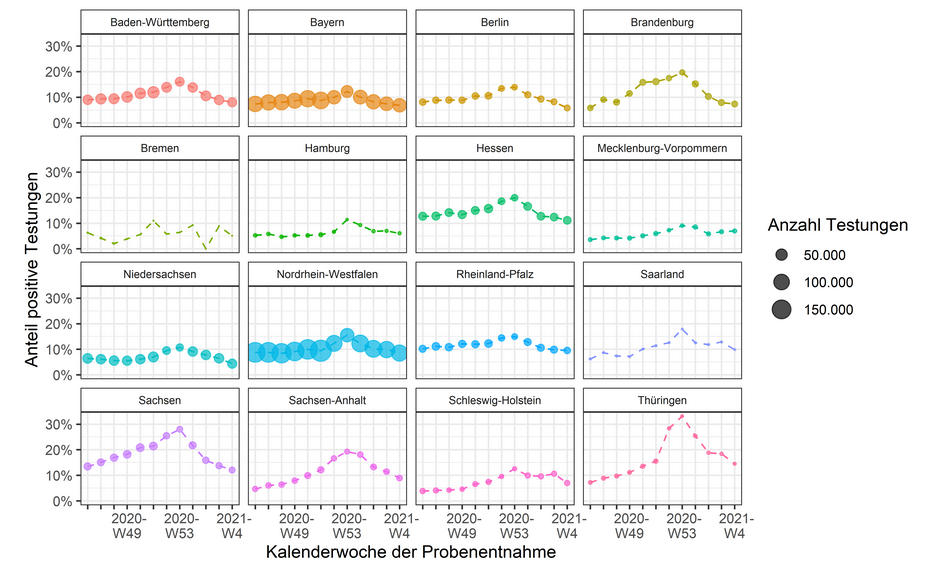 Baden-Württemberg
Bayern
Berlin
Brandenburg
30%
20%
10%
0%
Bremen
Hamburg
Hessen
Mecklenburg-Vorpommern
30%
20%
10%
0%
Niedersachsen
Nordrhein-Westfalen
Rheinland-Pfalz
Saarland
30%
20%
10%
0%
Sachsen
Sachsen-Anhalt
Schleswig-Holstein
Thüringen
30%
20%
10%
0%
2020-
W49
2020-
W53
2021-
W4
2020-
W49
2020-
W53
2021-
W4
2020-
W49
2020-
W53
2021-
W4
2020-
W49
2020-
W53
2021-
W4
Kalenderwoche der Probenentnahme
Anteil positive Testungen
Anzahl Testungen
50.000
100.000
150.000